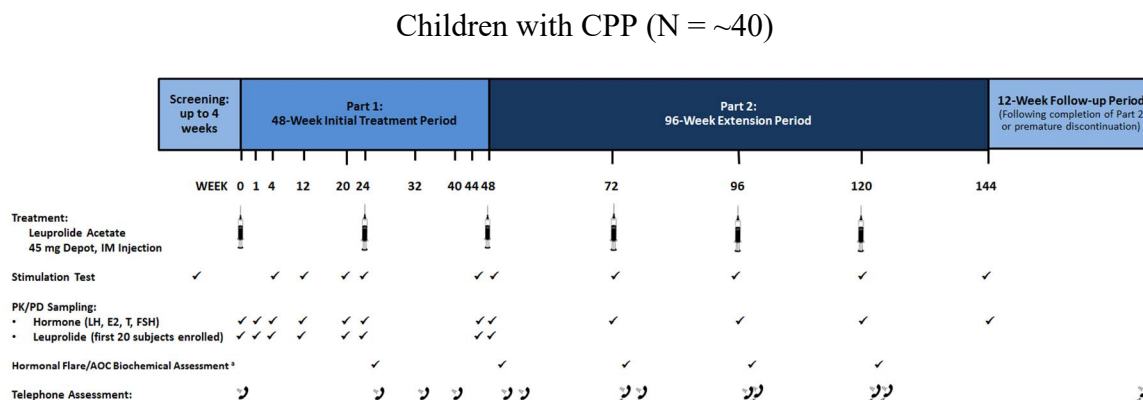 Children with CPP (N = ~40)
Screening:
up to 4
weeks
Part 1:
48-Week Initial Treatment Period
Part 2:
96-Week Extension Period
12-Week Follow-up Period
(Following completion of Part 2
or premature discontinuation)
WEEK 0 1 4 12 20 24 32 40 44 48 72 96 120 144
Treatment:
Leuprolide Acetate
45 mg Depot, IM Injection
Stimulation Test ✓ ✓ ✓ ✓ ✓ ✓ ✓ ✓ ✓ ✓ ✓
PK/PD Sampling:
• Hormone (LH, E2, T, FSH) ✓ ✓ ✓ ✓ ✓ ✓ ✓ ✓ ✓ ✓ ✓ ✓
• Leuprolide (first 20 subjects enrolled) ✓ ✓ ✓ ✓ ✓ ✓ ✓ ✓
Hormonal Flare/AOC Biochemical Assessment ᵃ ✓ ✓ ✓ ✓ ✓
Telephone Assessment: